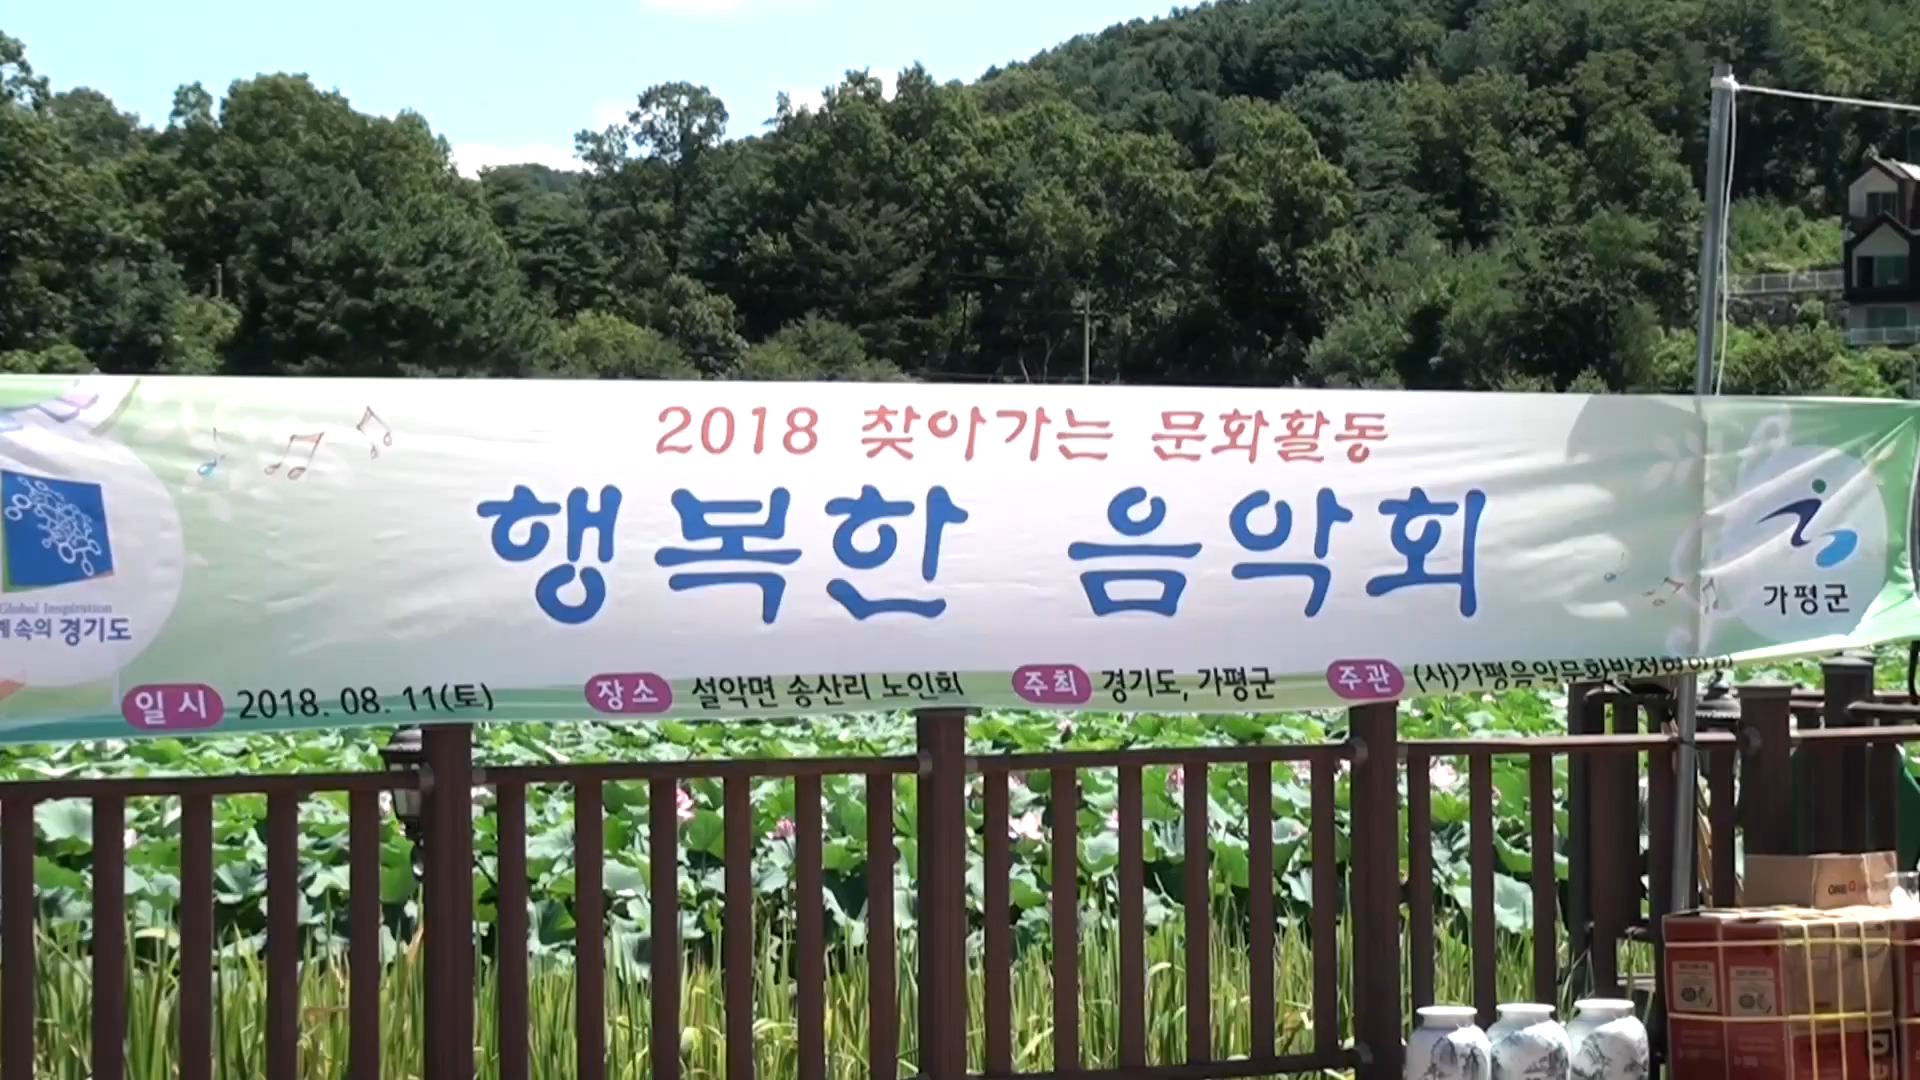 2018 찾아가는 문화활동
행복한 음악회
Global Inspiration
속의 경기도
가평군
일시 2018. 08. 11(토) 장소 설악면 송산리 노인회 주최 경기도, 가평군 주관 (사)가평음악문화발전협의회
ONE